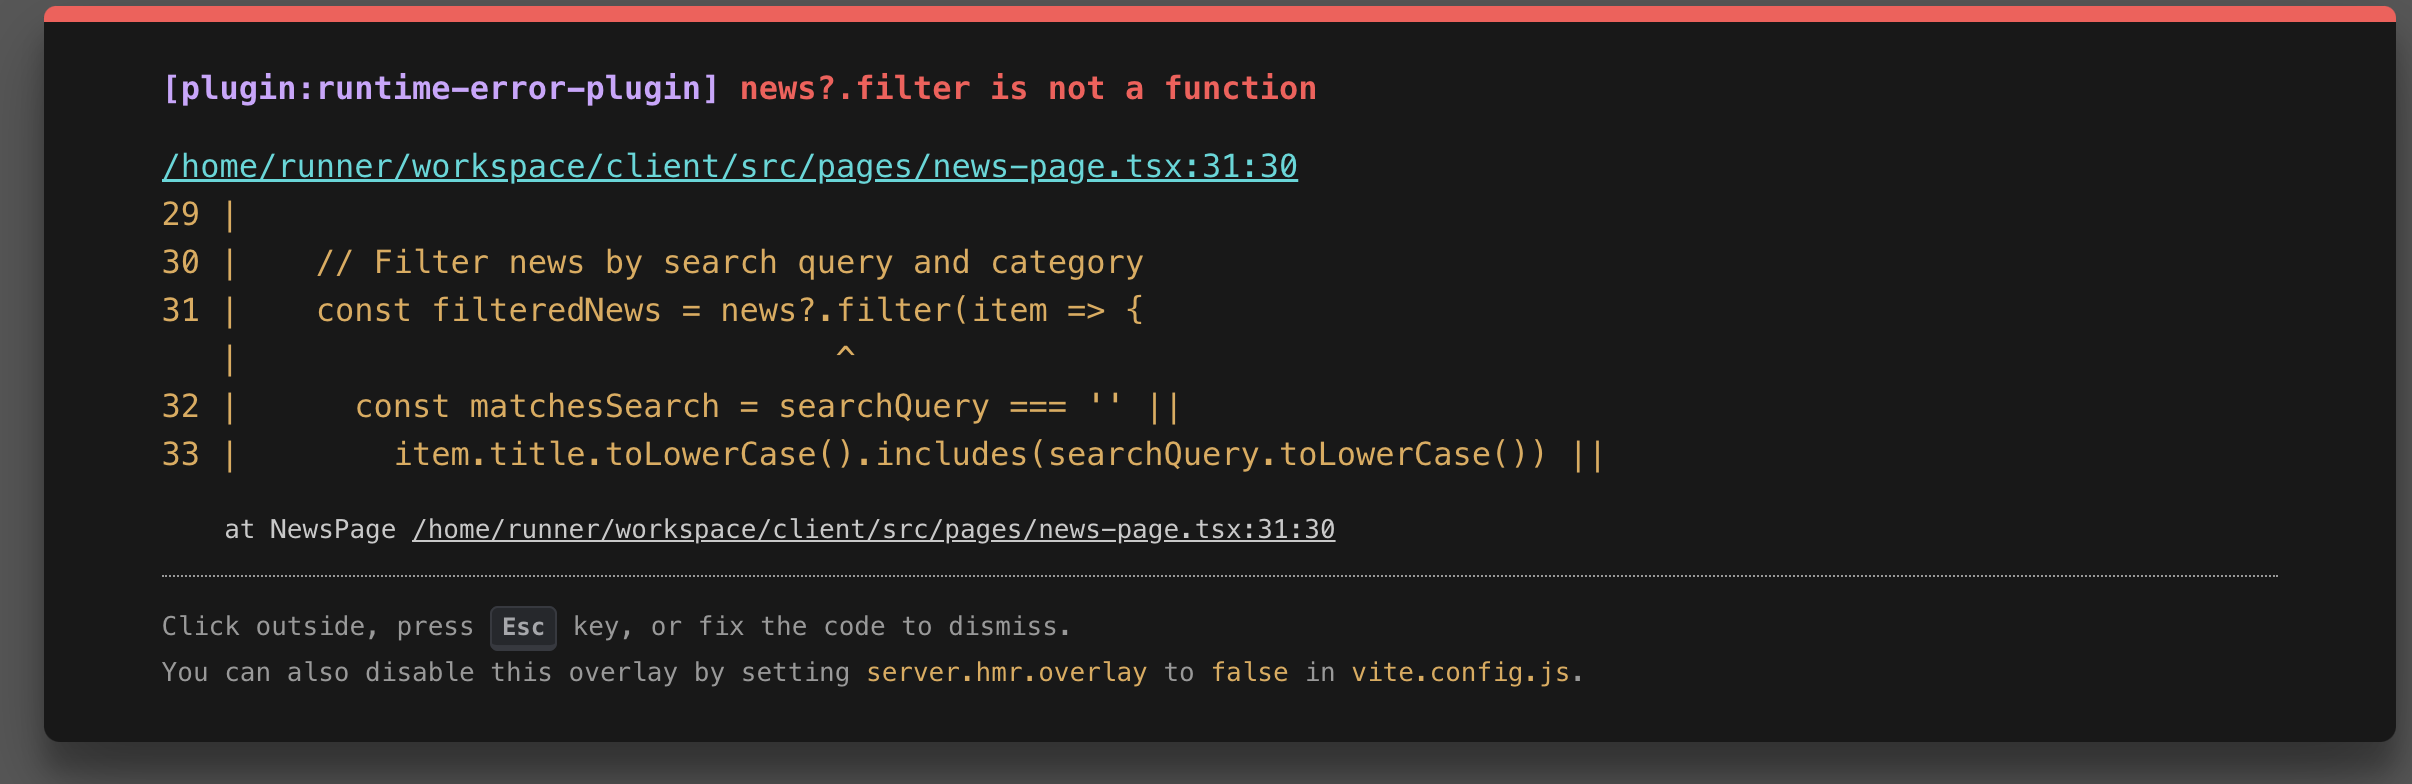 [plugin:runtime-error-plugin] news?.filter is not a function
/home/runner/workspace/client/src/pages/news-page.tsx:31:30
29 |
30 |    // Filter news by search query and category
31 |    const filteredNews = news?.filter(item => {
   |                               ^
32 |      const matchesSearch = searchQuery === '' ||
33 |        item.title.toLowerCase().includes(searchQuery.toLowerCase()) ||
    at NewsPage /home/runner/workspace/client/src/pages/news-page.tsx:31:30
Click outside, press Esc key, or fix the code to dismiss.
You can also disable this overlay by setting server.hmr.overlay to false in vite.config.js.